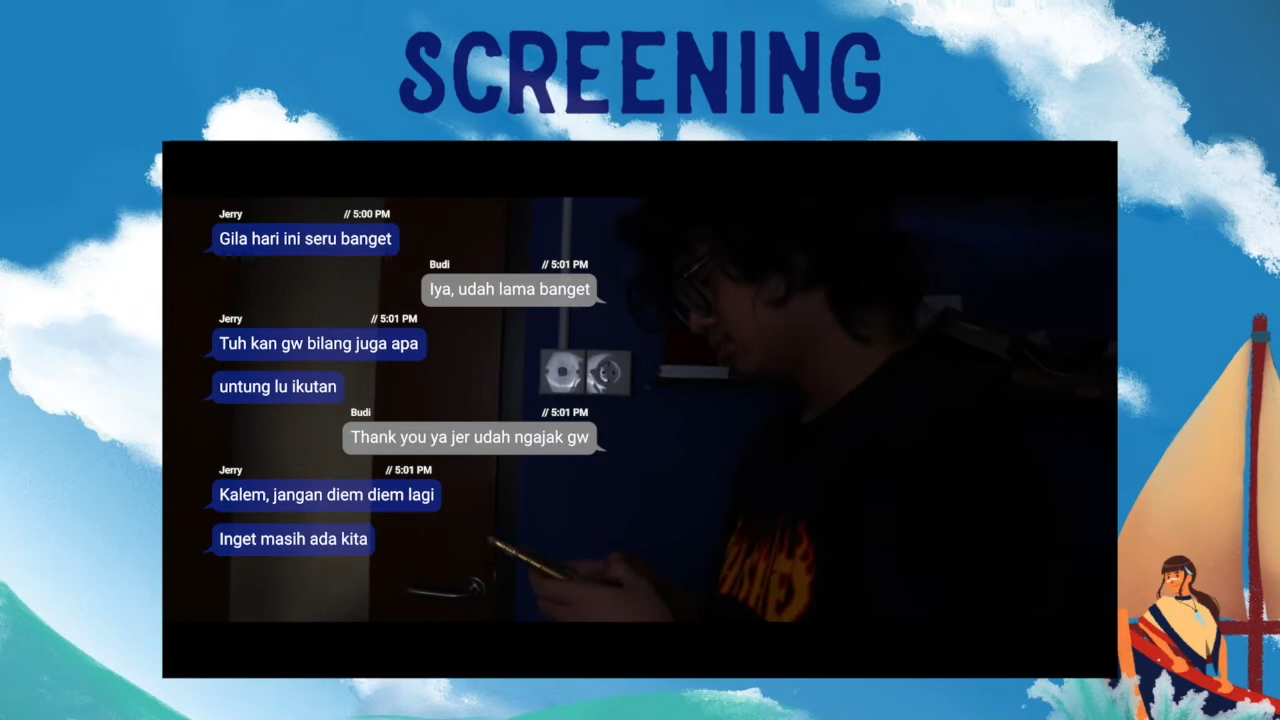 SCREENING
Jerry // 5:00 PM
Gila hari ini seru banget
Budi // 5:01 PM
Iya, udah lama banget
Jerry // 5:01 PM
Tuh kan gw bilang juga apa
untung lu ikutan
Budi // 5:01 PM
Thank you ya jer udah ngajak gw
Jerry // 5:01 PM
Kalem, jangan diem diem lagi
Inget masih ada kita